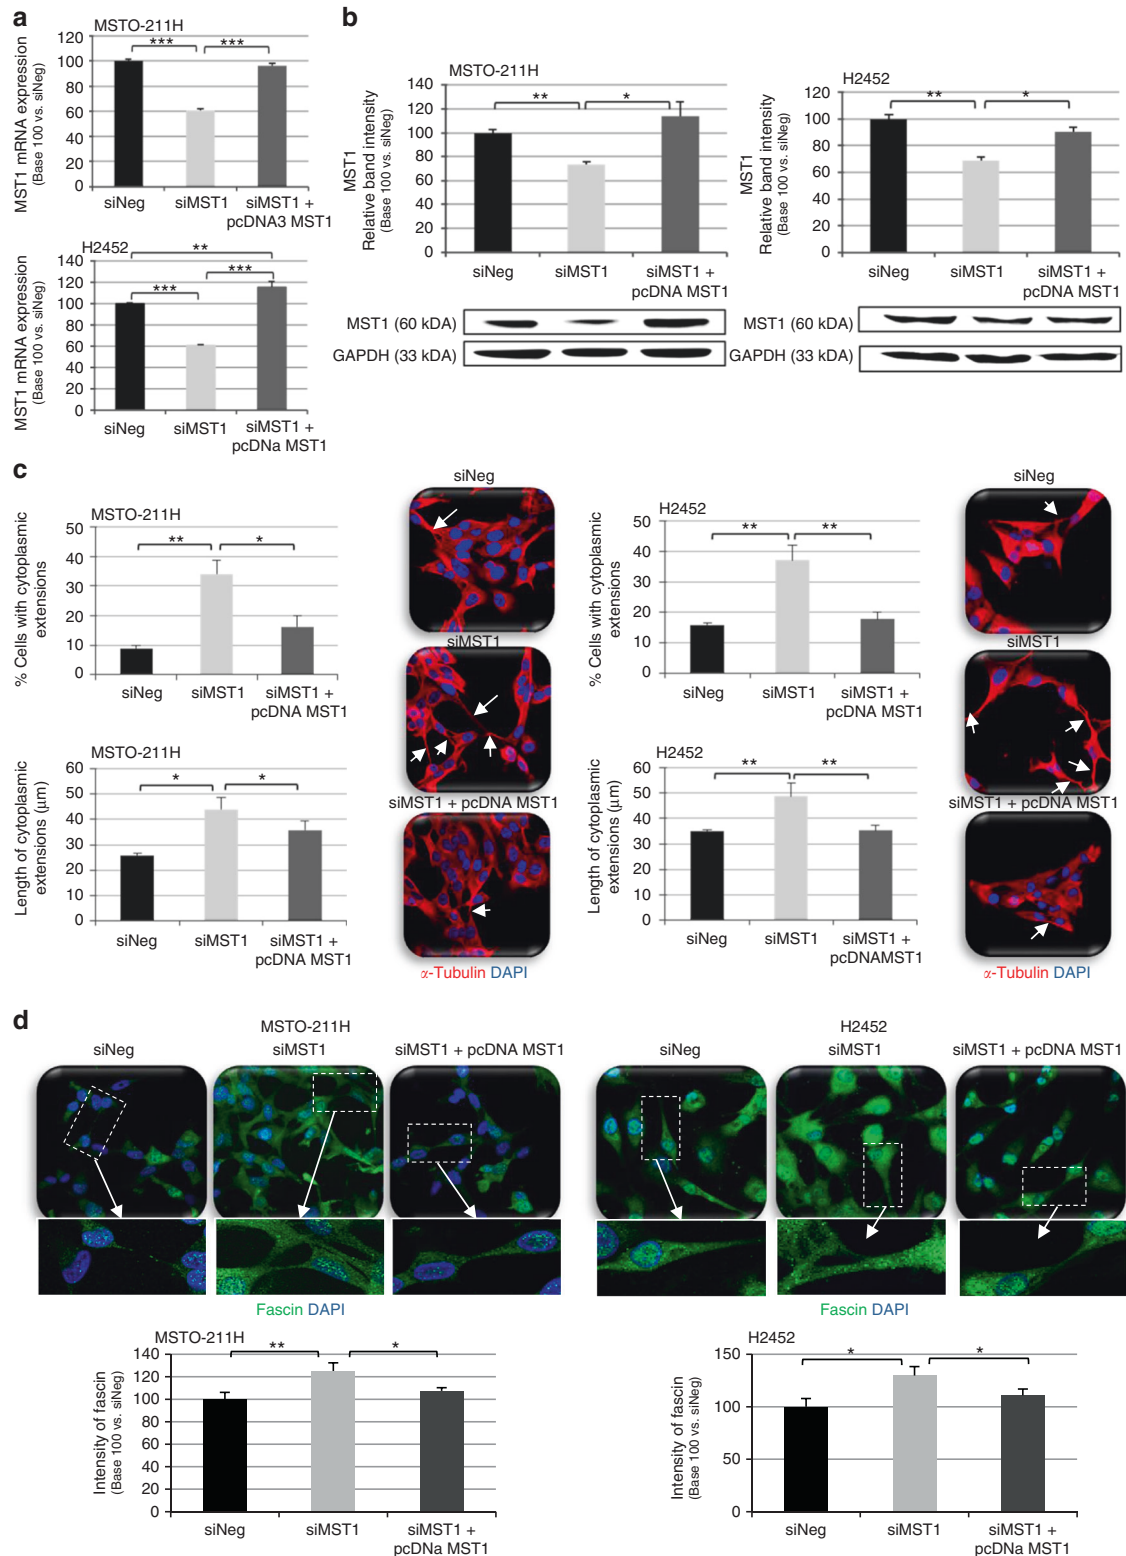 a
MSTO-211H
MST1 mRNA expression
(Base 100 vs. siNeg)
120
100
80
60
40
20
0
***
***
siNeg
siMST1
siMST1 +
pcDNA3 MST1
H2452
MST1 mRNA expression
(Base 100 vs. siNeg)
140
120
100
80
60
40
20
0
**
***
***
siNeg
siMST1
siMST1 +
pcDNa MST1
b
MSTO-211H
MST1
Relative band intensity
(Base 100 vs. siNeg)
140
120
100
80
60
40
20
0
**
*
siNeg
siMST1
siMST1 +
pcDNA MST1
MST1 (60 kDA)
GAPDH (33 kDA)
H2452
MST1
Relative band intensity
(Base 100 vs. siNeg)
120
100
80
60
40
20
0
**
*
siNeg
siMST1
siMST1 +
pcDNA MST1
MST1 (60 kDA)
GAPDH (33 kDA)
c
MSTO-211H
% Cells with cytoplasmic
extensions
50
40
30
20
10
0
**
*
siNeg
siMST1
siMST1 +
pcDNA MST1
MSTO-211H
Length of cytoplasmic
extensions (μm)
60
50
40
30
20
10
0
*
*
siNeg
siMST1
siMST1 +
pcDNA MST1
siNeg
siMST1
siMST1 + pcDNA MST1
α-Tubulin DAPI
H2452
% Cells with cytoplasmic
extensions
50
40
30
20
10
0
**
**
siNeg
siMST1
siMST1 +
pcDNA MST1
H2452
Length of cytoplasmic
extensions (μm)
60
50
40
30
20
10
0
**
**
siNeg
siMST1
siMST1 +
pcDNAMST1
siNeg
siMST1
siMST1 + pcDNA MST1
α-Tubulin DAPI
d
MSTO-211H
siNeg
siMST1
siMST1 + pcDNA MST1
Fascin DAPI
H2452
siNeg
siMST1
siMST1 + pcDNA MST1
Fascin DAPI
MSTO-211H
Intensity of fascin
(Base 100 vs. siNeg)
140
120
100
80
60
40
20
0
**
*
siNeg
siMST1
siMST1 +
pcDNa MST1
H2452
Intensity of fascin
(Base 100 vs. siNeg)
150
100
50
0
*
*
siNeg
siMST1
siMST1 +
pcDNa MST1